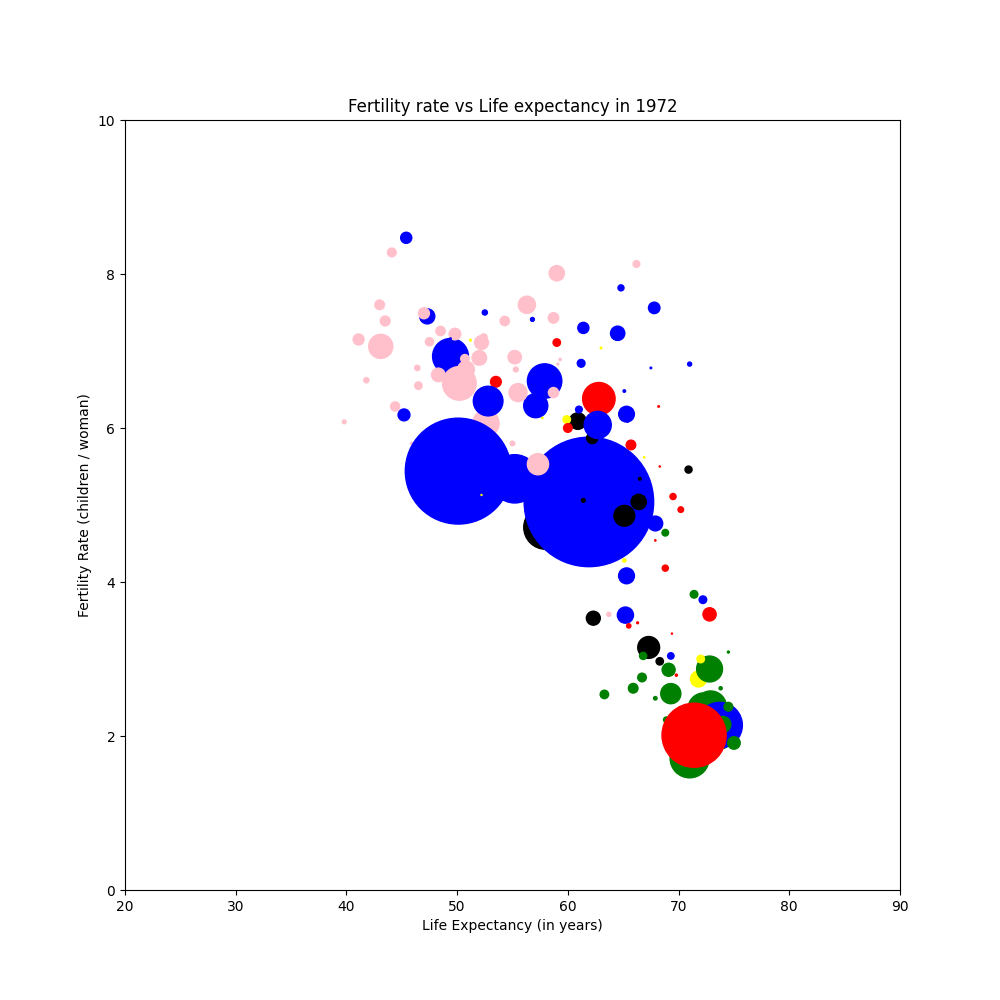 Fertility rate vs Life expectancy in 1972
10
8
6
4
2
0
Fertility Rate (children / woman)
20 30 40 50 60 70 80 90
Life Expectancy (in years)